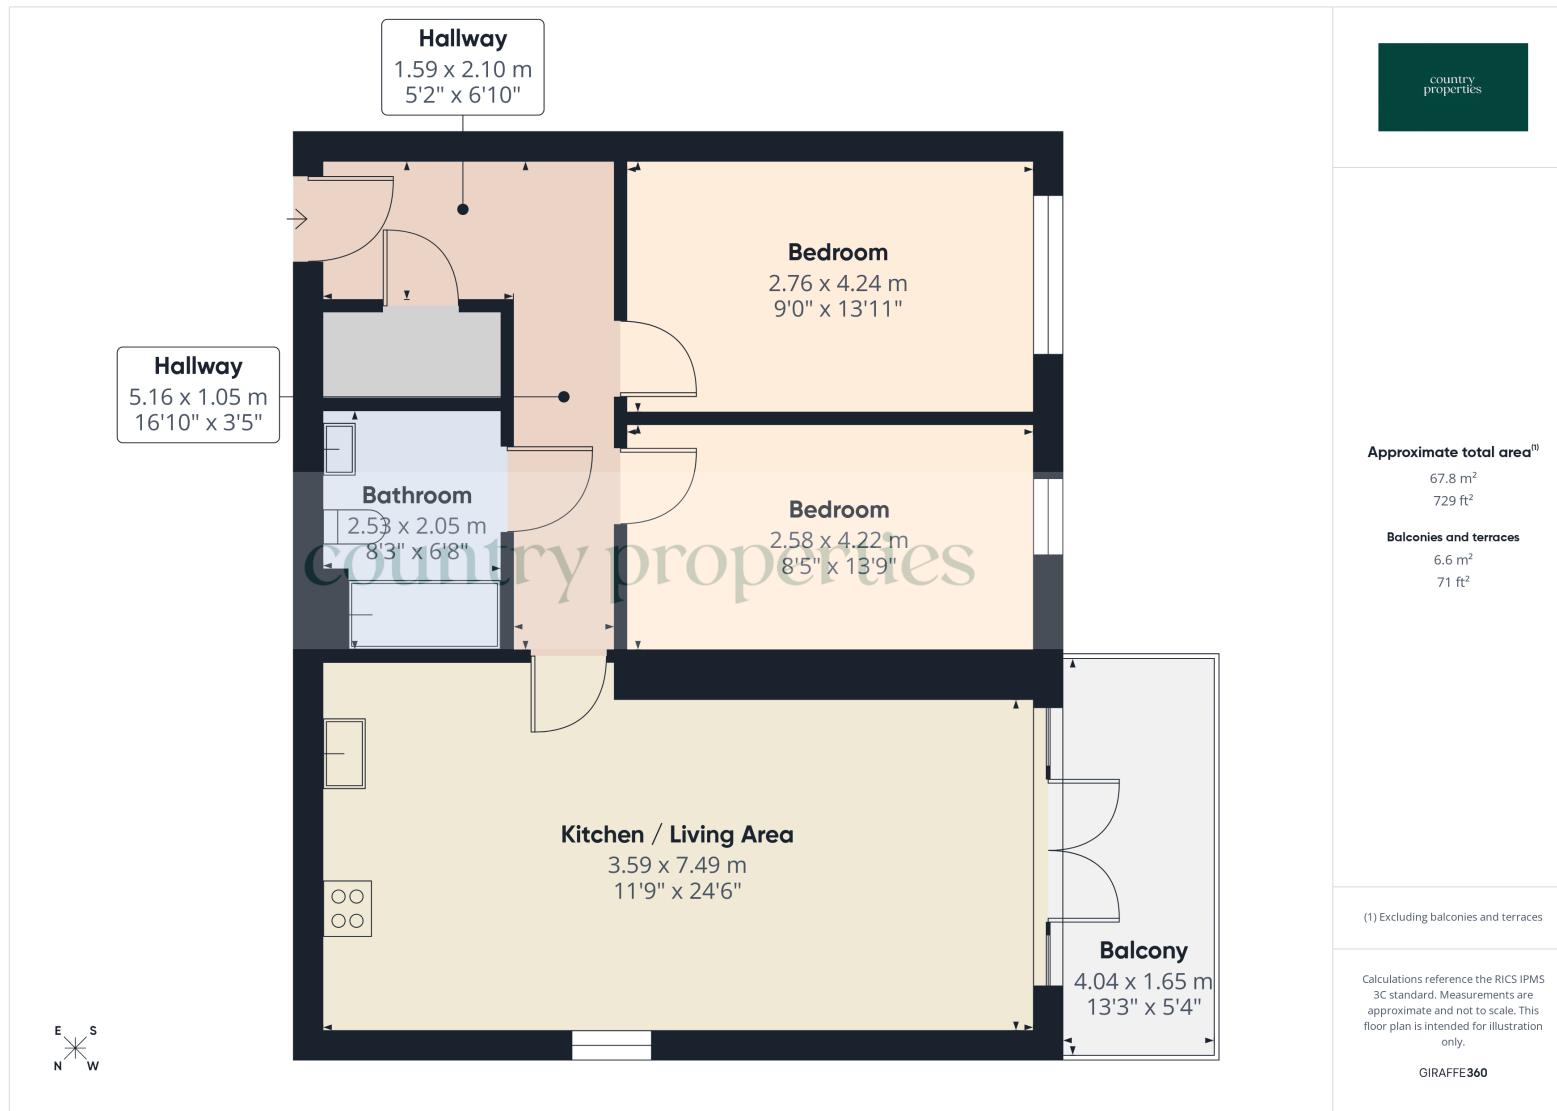 Hallway
1.59 x 2.10 m
5'2" x 6'10"
Bedroom
2.76 x 4.24 m
9'0" x 13'11"
Hallway
5.16 x 1.05 m
16'10" x 3'5"
Bathroom
2.53 x 2.05 m
8'3" x 6'8"
Bedroom
2.58 x 4.22 m
8'5" x 13'9"
country properties
Kitchen / Living Area
3.59 x 7.49 m
11'9" x 24'6"
Balcony
4.04 x 1.65 m
13'3" x 5'4"
E S
N W
country
properties
Approximate total area(1)
67.8 m²
729 ft²
Balconies and terraces
6.6 m²
71 ft²
(1) Excluding balconies and terraces
Calculations reference the RICS IPMS
3C standard. Measurements are
approximate and not to scale. This
floor plan is intended for illustration
only.
GIRAFFE360